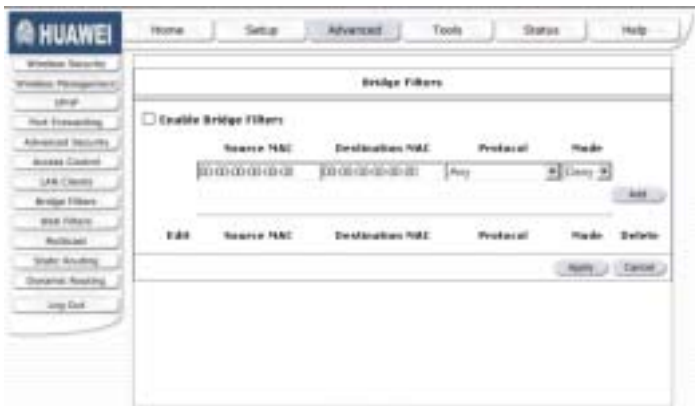 HUAWEI
Home Setup Advanced Tools Status Help
Wireless Security
Wireless Management
UPnP
Port Forwarding
Advanced Security
Access Control
LAN Clients
Bridge Filters
Web Filters
Multicast
Static Routing
Dynamic Routing
Log Out
Bridge Filters
Enable Bridge Filters
Source MAC Destination MAC Protocol Mode
00-00-00-00-00-00 00-00-00-00-00-00 Any Deny
Add
Edit Source MAC Destination MAC Protocol Mode Delete
Apply Cancel